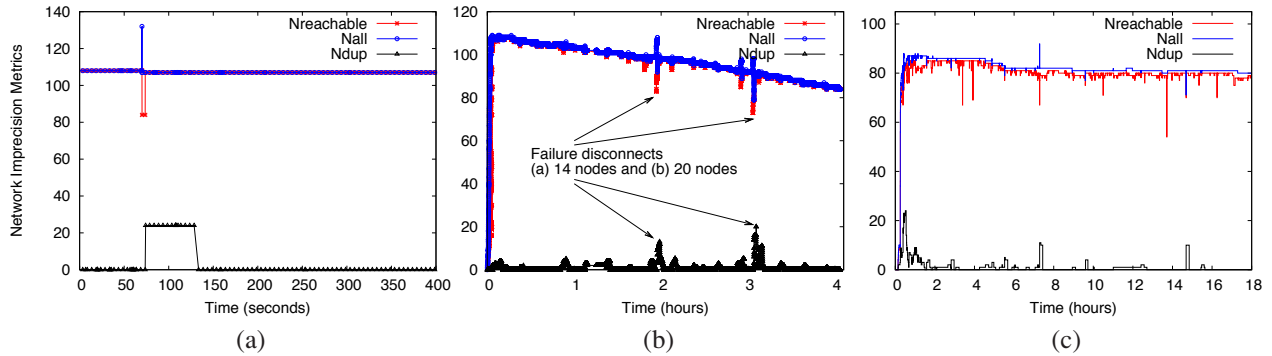 Network Imprecision Metrics
140
120
100
80
60
40
20
0
0 50 100 150 200 250 300 350 400
Time (seconds)
Nreachable
Nall
Ndup
(a)
120
100
80
60
40
20
0
0 1 2 3 4
Time (hours)
Nreachable
Nall
Ndup
Failure disconnects
(a) 14 nodes and (b) 20 nodes
(b)
100
80
60
40
20
0
0 2 4 6 8 10 12 14 16 18
Time (hours)
Nreachable
Nall
Ndup
(c)